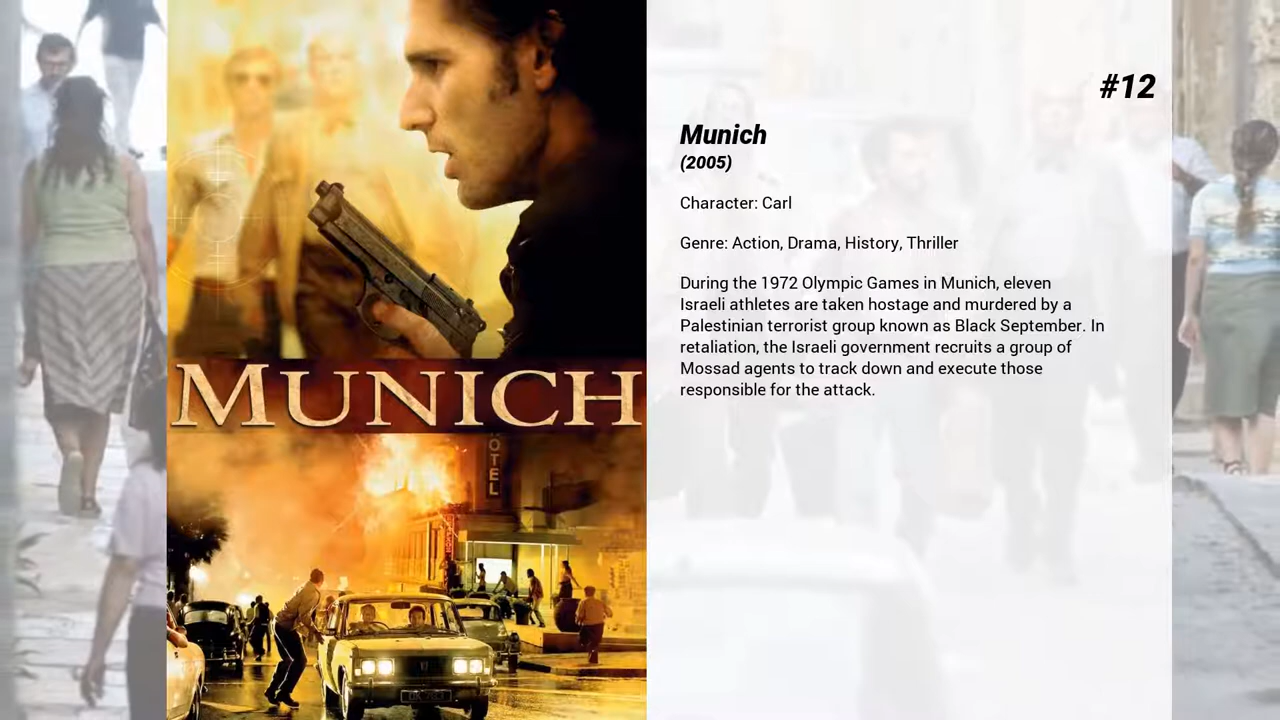 #12
Munich
(2005)
Character: Carl
Genre: Action, Drama, History, Thriller
During the 1972 Olympic Games in Munich, eleven
Israeli athletes are taken hostage and murdered by a
Palestinian terrorist group known as Black September. In
retaliation, the Israeli government recruits a group of
Mossad agents to track down and execute those
responsible for the attack.
MUNICH
OTEL